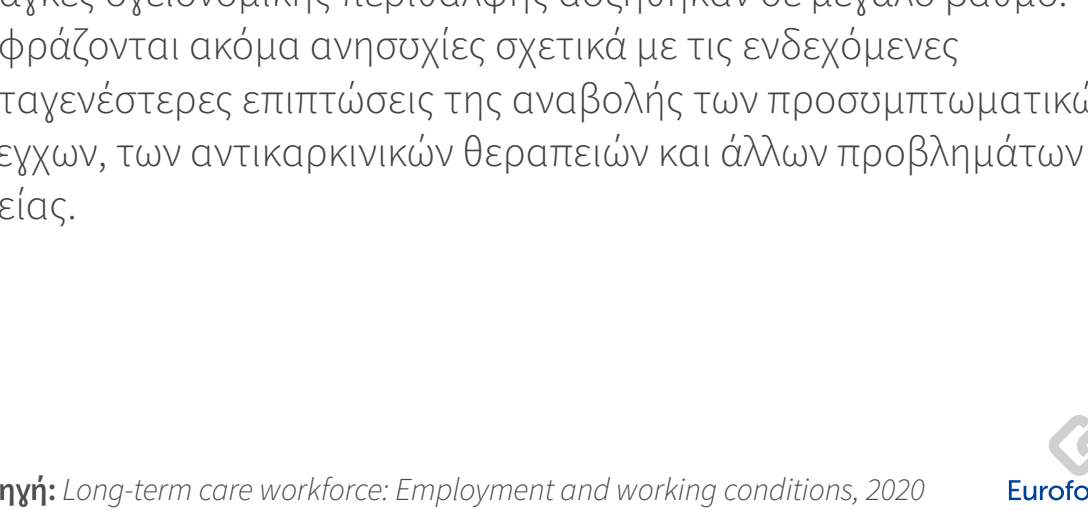 φράζονται ακόμα ανησυχίες σχετικά με τις ενδεχόμενες
ταγενέστερες επιπτώσεις της αναβολής των προσυμπτωματικώ
εγχων, των αντικαρκινικών θεραπειών και άλλων προβλημάτων
είας.
ηγή: Long-term care workforce: Employment and working conditions, 2020
Eurofo